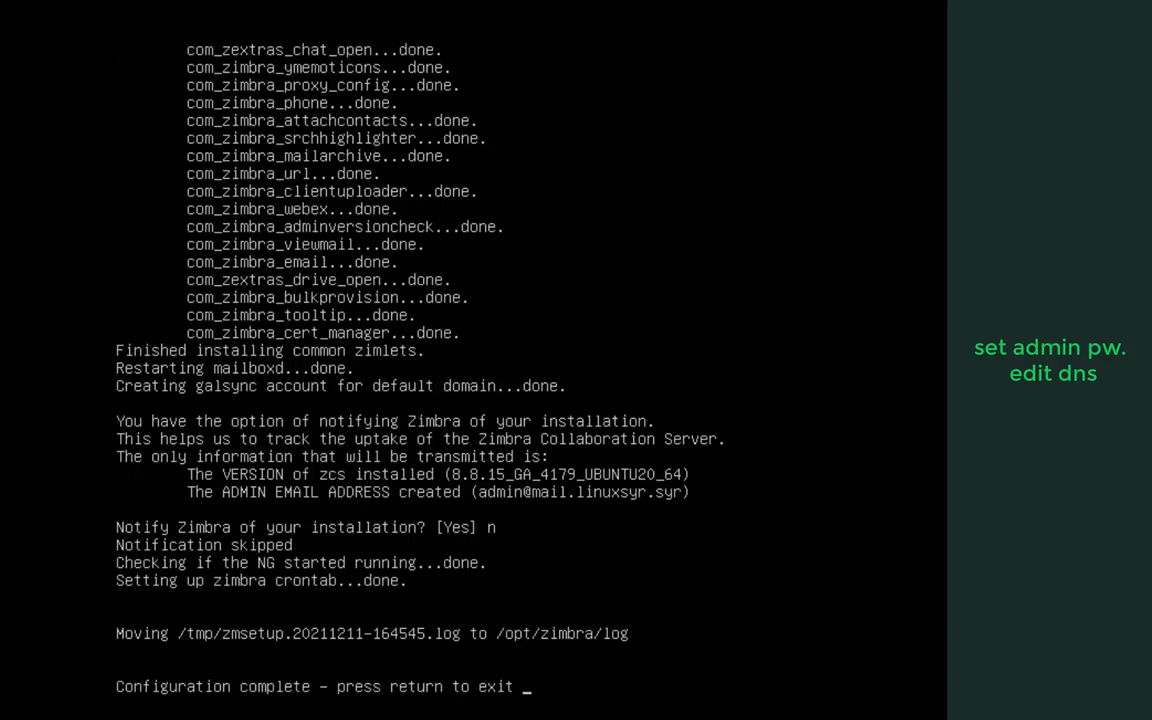 com_zextras_chat_open...done.
com_zimbra_ymemoticons...done.
com_zimbra_proxy_config...done.
com_zimbra_phone...done.
com_zimbra_attachcontacts...done.
com_zimbra_srchhighlighter...done.
com_zimbra_mailarchive...done.
com_zimbra_url...done.
com_zimbra_clientuploader...done.
com_zimbra_webex...done.
com_zimbra_adminversioncheck...done.
com_zimbra_viewmail...done.
com_zimbra_email...done.
com_zextras_drive_open...done.
com_zimbra_bulkprovision...done.
com_zimbra_tooltip...done.
com_zimbra_cert_manager...done.
Finished installing common zimlets.
Restarting mailboxd...done.
Creating galsync account for default domain...done.
You have the option of notifying Zimbra of your installation.
This helps us to track the uptake of the Zimbra Collaboration Server.
The only information that will be transmitted is:
The VERSION of zcs installed (8.8.15_GA_4179_UBUNTU20_64)
The ADMIN EMAIL ADDRESS created (admin@mail.linuxsyr.syr)
Notify Zimbra of your installation? [Yes] n
Notification skipped
Checking if the NG started running...done.
Setting up zimbra crontab...done.
Moving /tmp/zmsetup.20211211-164545.log to /opt/zimbra/log
Configuration complete - press return to exit _
set admin pw.
edit dns